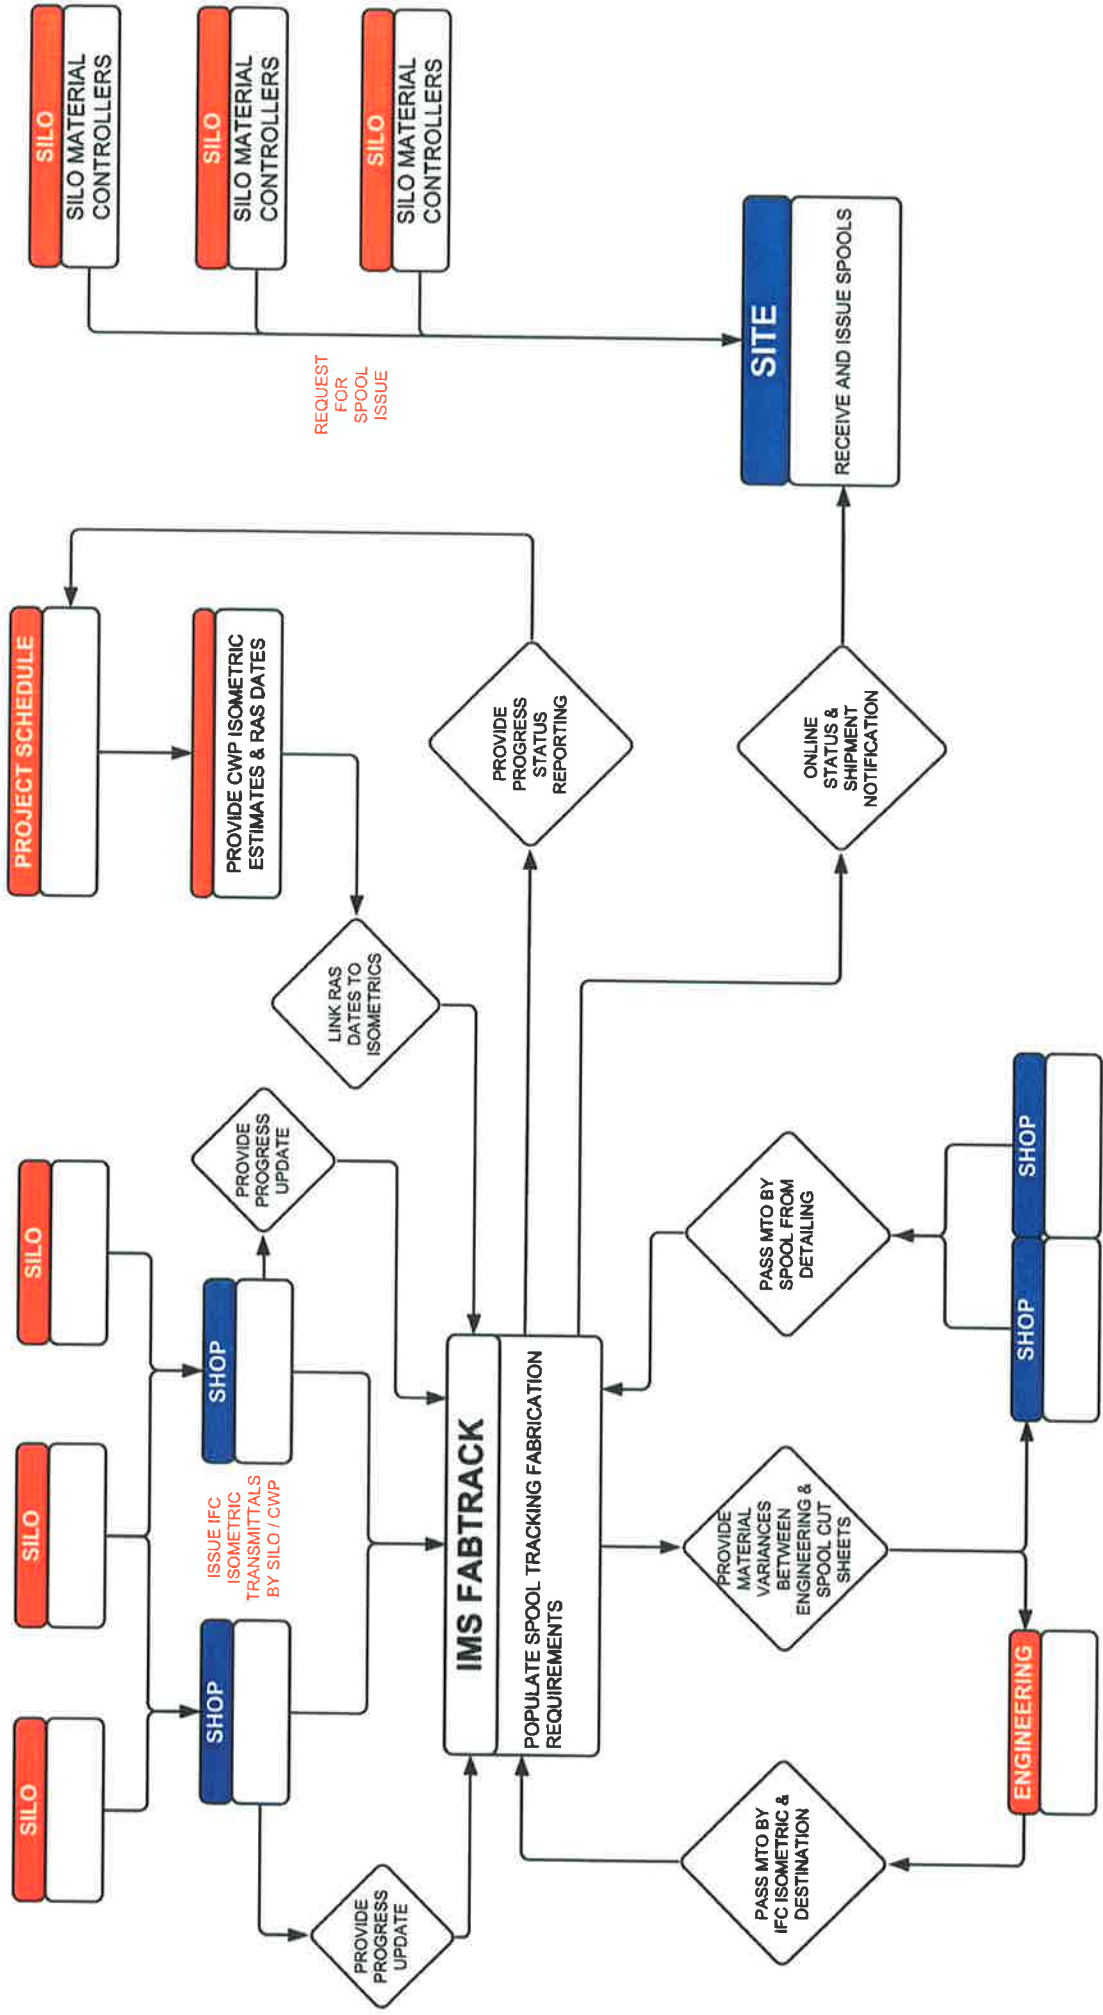 SILO
SILO
SILO
PROJECT SCHEDULE
SILO
SILO MATERIAL
CONTROLLERS
SHOP
ISSUE IFC
ISOMETRIC
TRANSMITTALS
BY SILO / CWP
SHOP
PROVIDE
PROGRESS
UPDATE
PROVIDE CWP ISOMETRIC
ESTIMATES & RAS DATES
SILO
SILO MATERIAL
CONTROLLERS
PROVIDE
PROGRESS
UPDATE
LINK RAS
DATES TO
ISOMETRICS
REQUEST
FOR
SPOOL
ISSUE
SILO
SILO MATERIAL
CONTROLLERS
IMS FABTRACK
POPULATE SPOOL TRACKING FABRICATION
REQUIREMENTS
PROVIDE
PROGRESS
STATUS
REPORTING
PASS MTO BY
IFC ISOMETRIC &
DESTINATION
PROVIDE
MATERIAL
VARIANCES
BETWEEN
ENGINEERING &
SPOOL CUT
SHEETS
PASS MTO BY
SPOOL FROM
DETAILING
ONLINE
STATUS &
SHIPMENT
NOTIFICATION
SITE
RECEIVE AND ISSUE SPOOLS
ENGINEERING
SHOP
SHOP